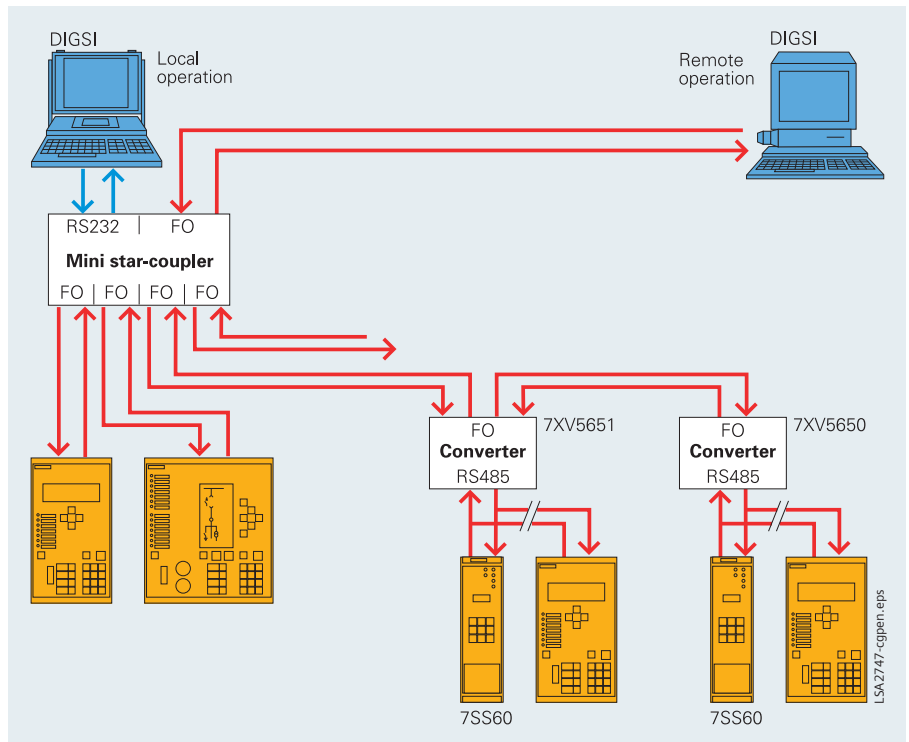 DIGSI
Local
operation
DIGSI
Remote
operation
RS232 | FO
Mini star-coupler
FO | FO | FO | FO
FO
Converter
RS485
7XV5651
FO
Converter
RS485
7XV5650
7SS60
7SS60
LSA2747-cgpen.eps